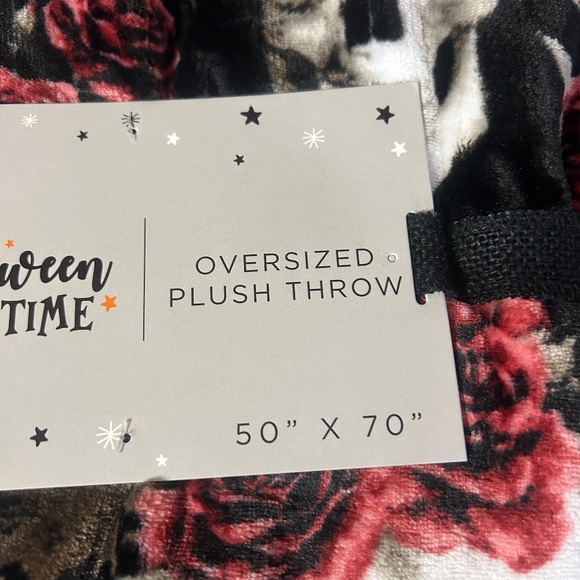 ween
TIME
OVERSIZED
PLUSH THROW
50” X 70”